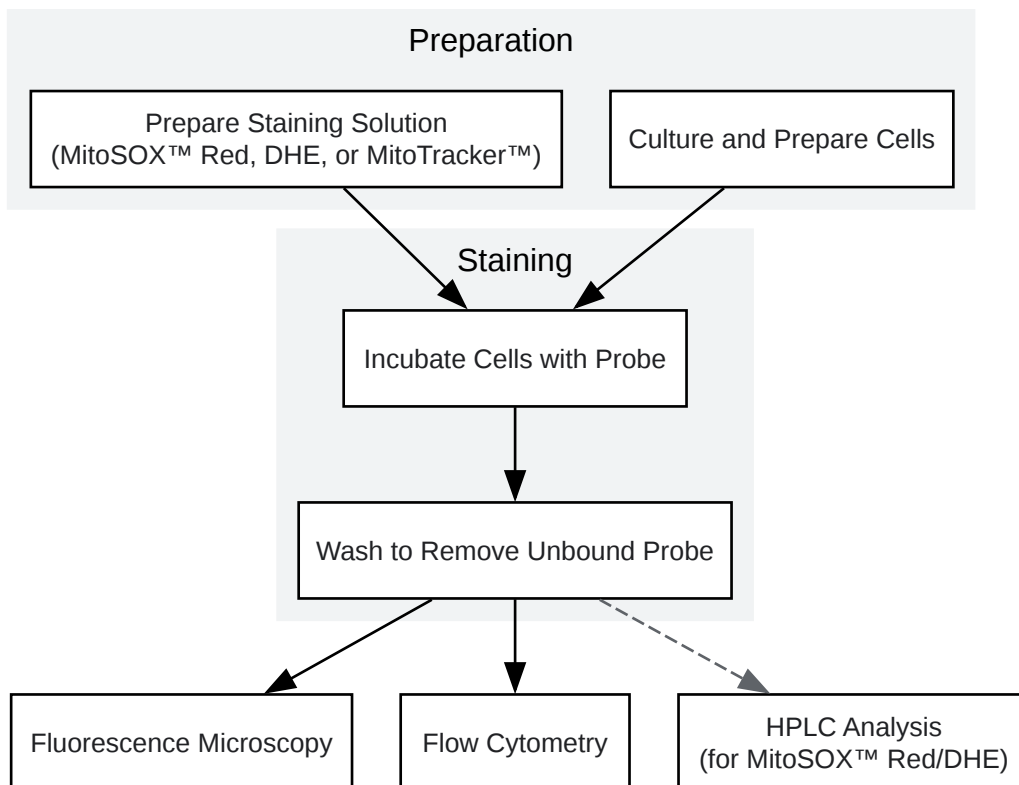 Preparation
Prepare Staining Solution
(MitoSOX™ Red, DHE, or MitoTracker™)
Culture and Prepare Cells
Staining
Incubate Cells with Probe
Wash to Remove Unbound Probe
Fluorescence Microscopy
Flow Cytometry
HPLC Analysis
(for MitoSOX™ Red/DHE)